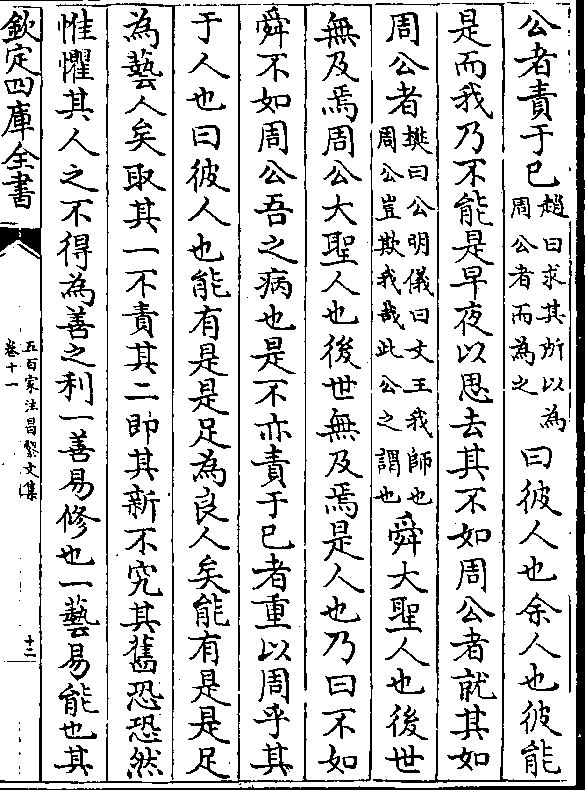 公者責于已趙曰求其所以為周公者而為之曰彼人也余人也彼能
是而我乃不能是早夜以思去其不如周公者就其如
周公者樊曰公明儀曰文王我師也周公豈欺我哉此公之謂也舜大聖人也後世
無及焉周公大聖人也後世無及焉是人也乃曰不如
舜不如周公吾之病也是不亦責于已者重以周乎其
于人也曰彼人也能有是是足為良人矣能有是是足
為藝人矣取其一不責其二即其新不究其舊恐恐然
惟懼其人之不得為善之利一善易修也一藝易能也其
欽定四庫全書
五百家注昌黎文集
卷十一
十二